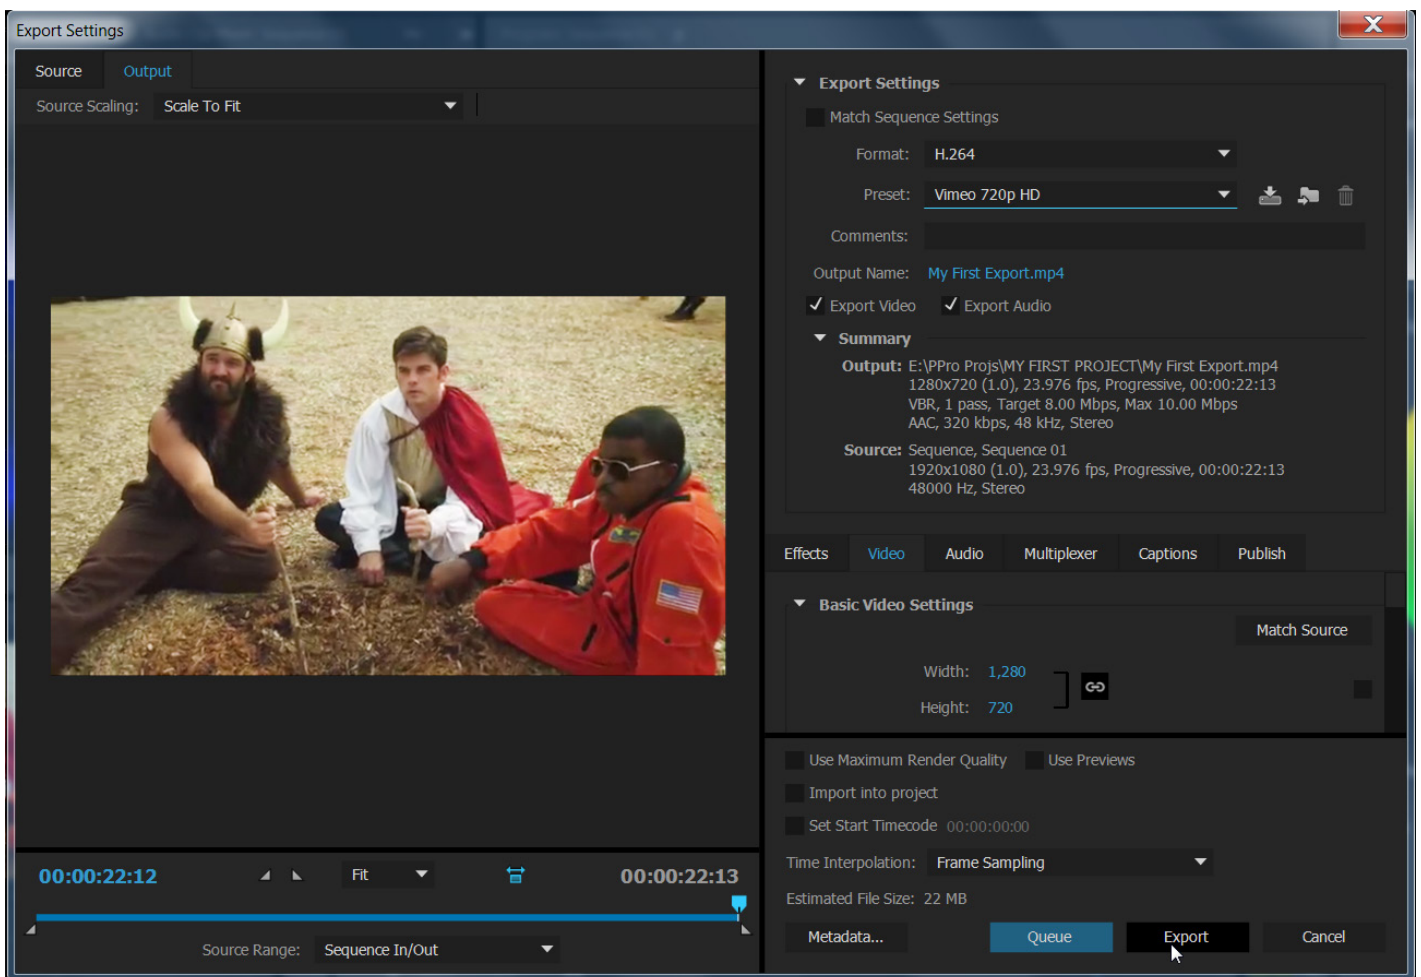 Export Settings
X
Source Output
Source Scaling: Scale To Fit
00:00:22:12 Fit 00:00:22:13
Source Range: Sequence In/Out
Export Settings
Match Sequence Settings
Format: H.264
Preset: Vimeo 720p HD
Comments:
Output Name: My First Export.mp4
Export Video Export Audio
Summary
Output: E:\PPro Projs\MY FIRST PROJECT\My First Export.mp4
1280x720 (1.0), 23.976 fps, Progressive, 00:00:22:13
VBR, 1 pass, Target 8.00 Mbps, Max 10.00 Mbps
AAC, 320 kbps, 48 kHz, Stereo
Source: Sequence, Sequence 01
1920x1080 (1.0), 23.976 fps, Progressive, 00:00:22:13
48000 Hz, Stereo
Effects Video Audio Multiplexer Captions Publish
Basic Video Settings
Match Source
Width: 1,280
Height: 720
Use Maximum Render Quality Use Previews
Import into project
Set Start Timecode 00:00:00:00
Time Interpolation: Frame Sampling
Estimated File Size: 22 MB
Metadata... Queue Export Cancel